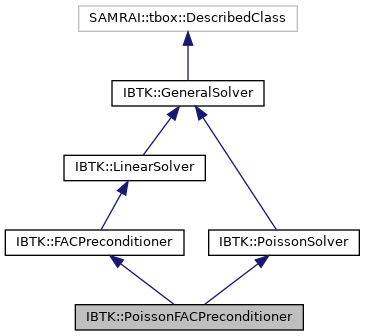 SAMRAI::tbox::DescribedClass
IBTK::GeneralSolver
IBTK::LinearSolver
IBTK::FACPreconditioner
IBTK::PoissonSolver
IBTK::PoissonFACPreconditioner